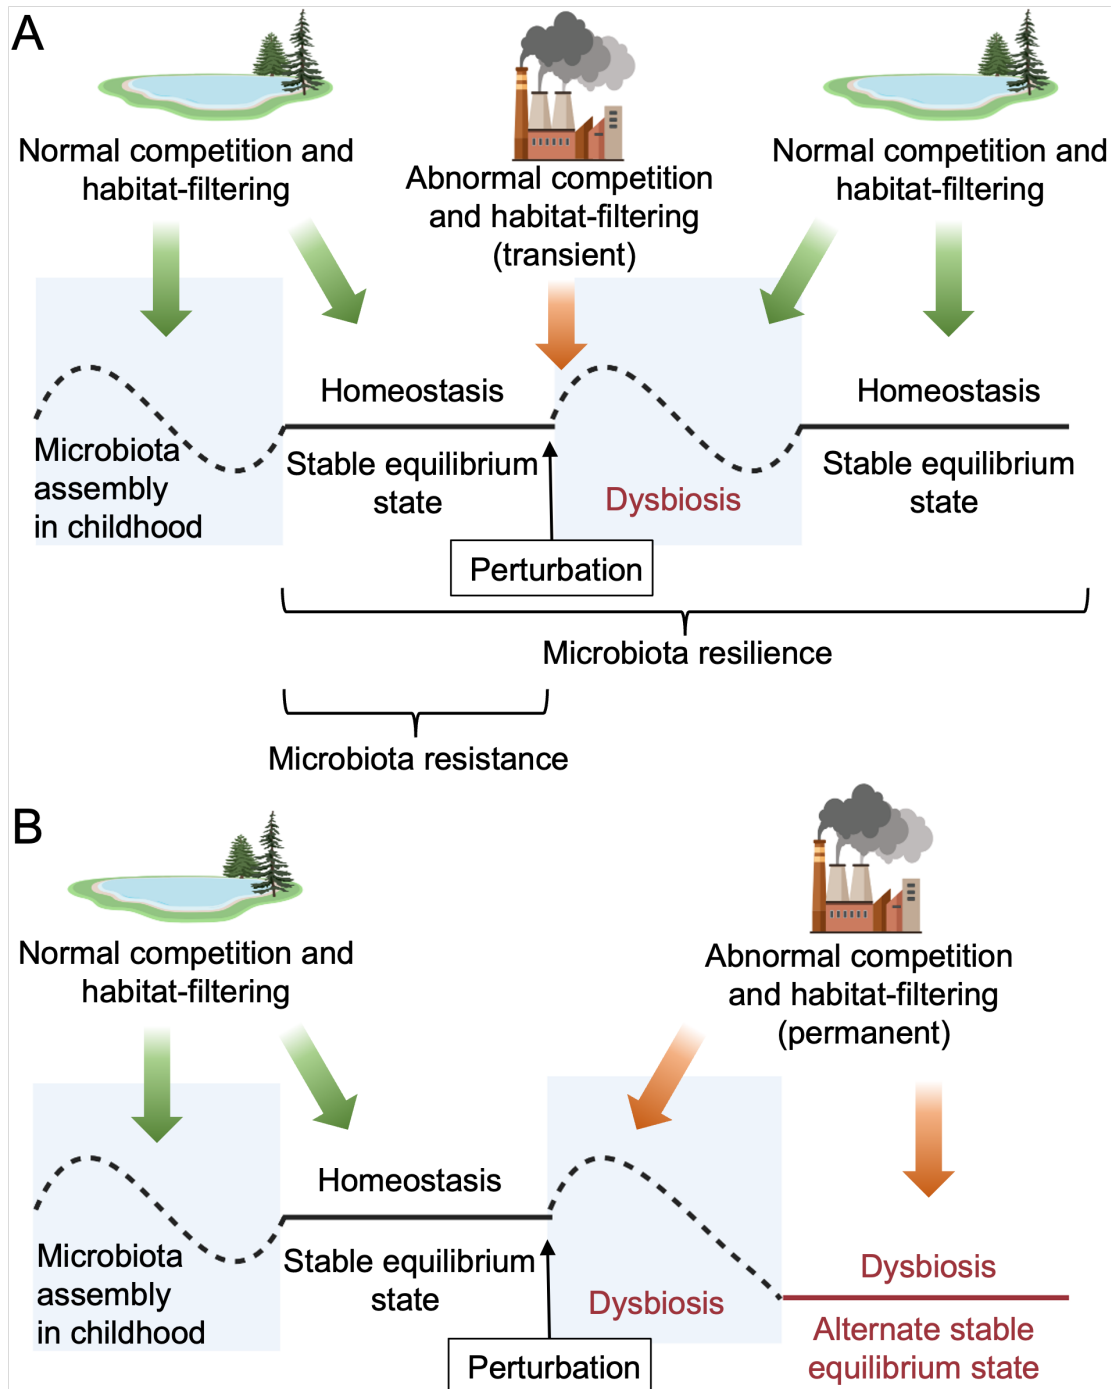 A
Normal competition and
habitat-filtering
Abnormal competition
and habitat-filtering
(transient)
Normal competition and
habitat-filtering
Microbiota
assembly
in childhood
Homeostasis
Stable equilibrium
state
Perturbation
Dysbiosis
Homeostasis
Stable equilibrium
state
Microbiota resilience
Microbiota resistance
B
Normal competition and
habitat-filtering
Abnormal competition
and habitat-filtering
(permanent)
Microbiota
assembly
in childhood
Homeostasis
Stable equilibrium
state
Perturbation
Dysbiosis
Dysbiosis
Alternate stable
equilibrium state